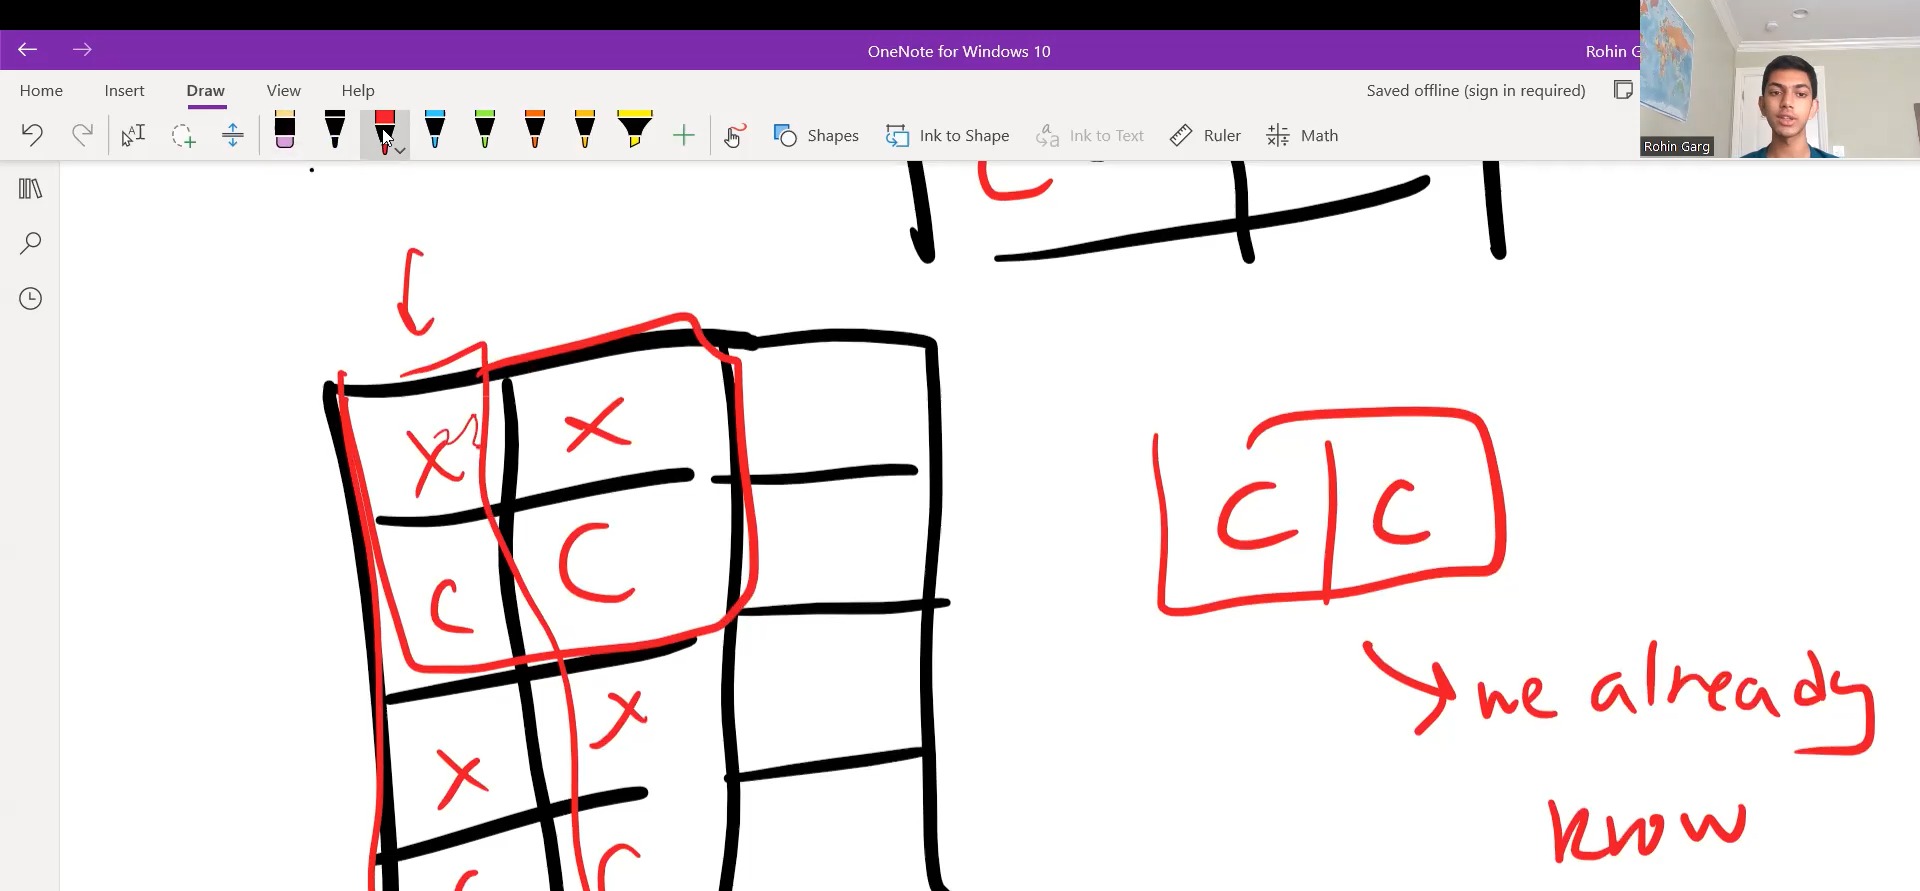 OneNote for Windows 10
Rohin G
Home Insert Draw View Help
Saved offline (sign in required)
Shapes Ink to Shape Ink to Text Ruler Math
Rohin Garg
C
X X
C C
C C
X X
C C
we already
know